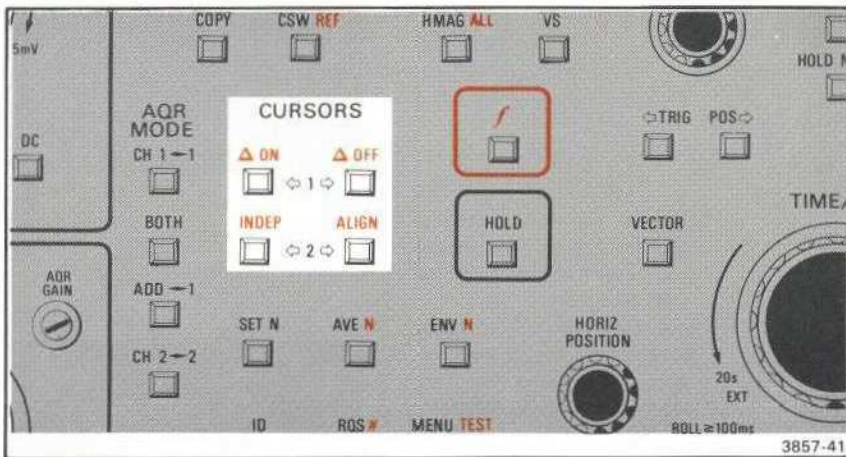 COPY CSW REF HMAG ALL VS
5mV
HOLD
AQR
MODE
CURSORS
f
⇦TRIG POS⇨
DC
CH 1→1
Δ ON Δ OFF
⇦ 1 ⇨
TIME/
BOTH
INDEP ALIGN
HOLD
VECTOR
⇦ 2 ⇨
AQR
GAIN
ADD→1
SET N AVE N ENV N
HORIZ
POSITION
CH 2→2
20s
EXT
ID RQS # MENU TEST
ROLL≥100ms
3857-41